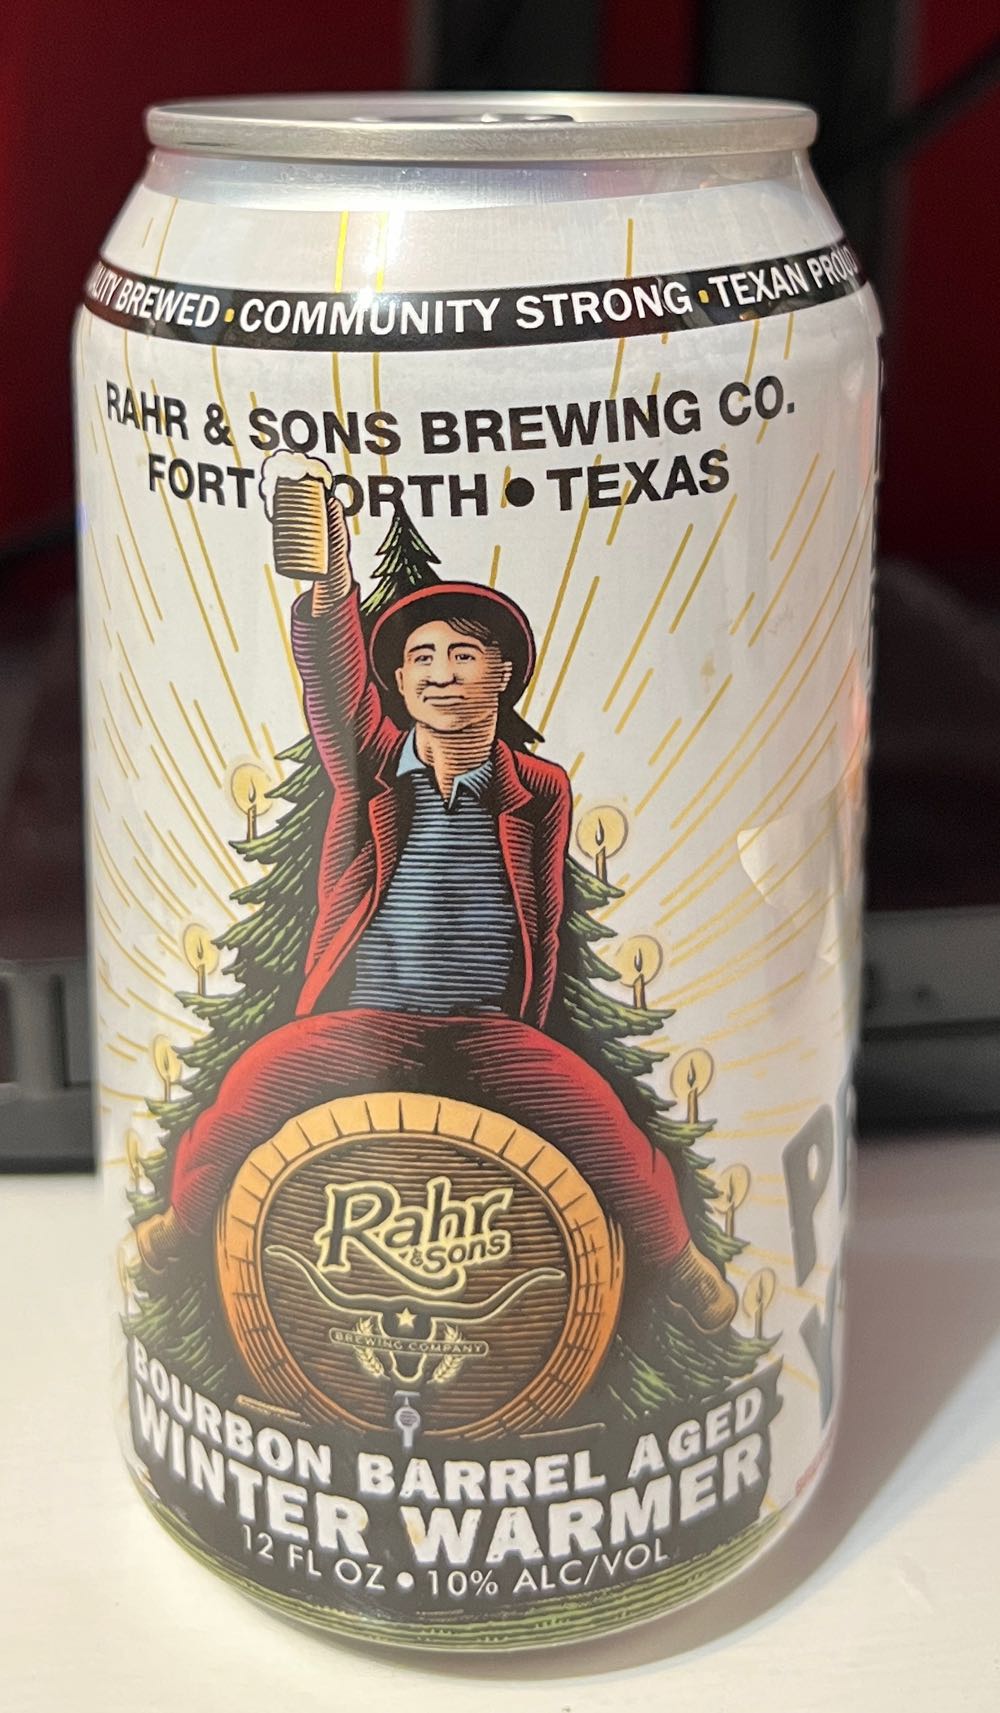 BREWED • COMMUNITY STRONG • TEXAN PROUD
RAHR & SONS BREWING CO.
FORT WORTH • TEXAS
Rahr
& Sons
BREWING COMPANY
BOURBON BARREL AGED
WINTER WARMER
12 FL OZ • 10% ALC/VOL